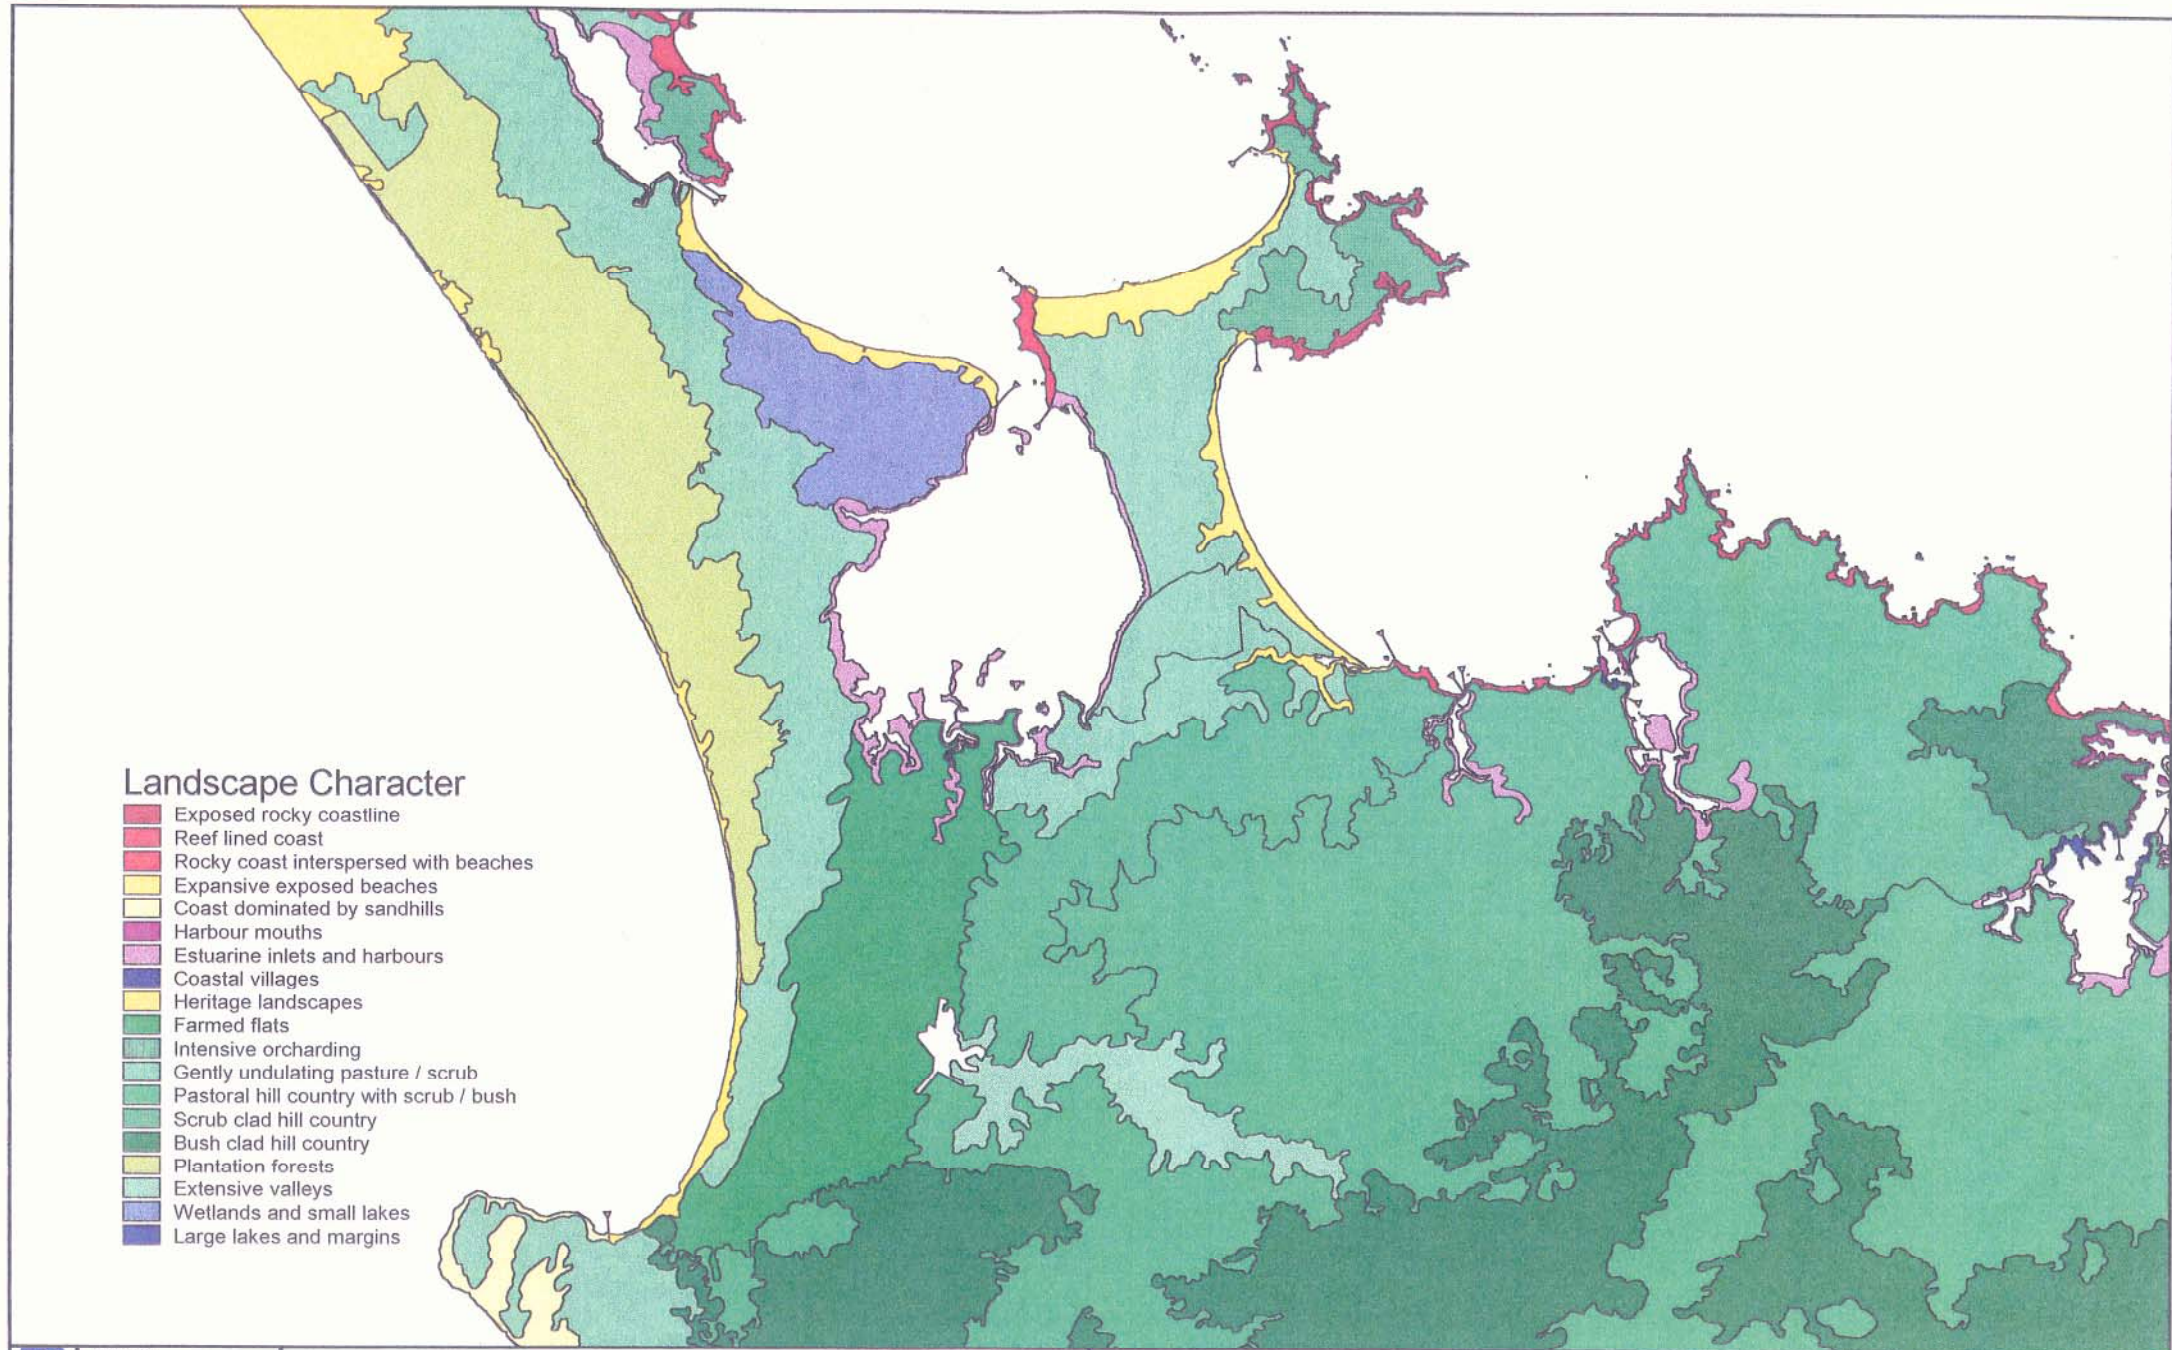 Landscape Character
Exposed rocky coastline
Reef lined coast
Rocky coast interspersed with beaches
Expansive exposed beaches
Coast dominated by sandhills
Harbour mouths
Estuarine inlets and harbours
Coastal villages
Heritage landscapes
Farmed flats
Intensive orcharding
Gently undulating pasture / scrub
Pastoral hill country with scrub / bush
Scrub clad hill country
Bush clad hill country
Plantation forests
Extensive valleys
Wetlands and small lakes
Large lakes and margins